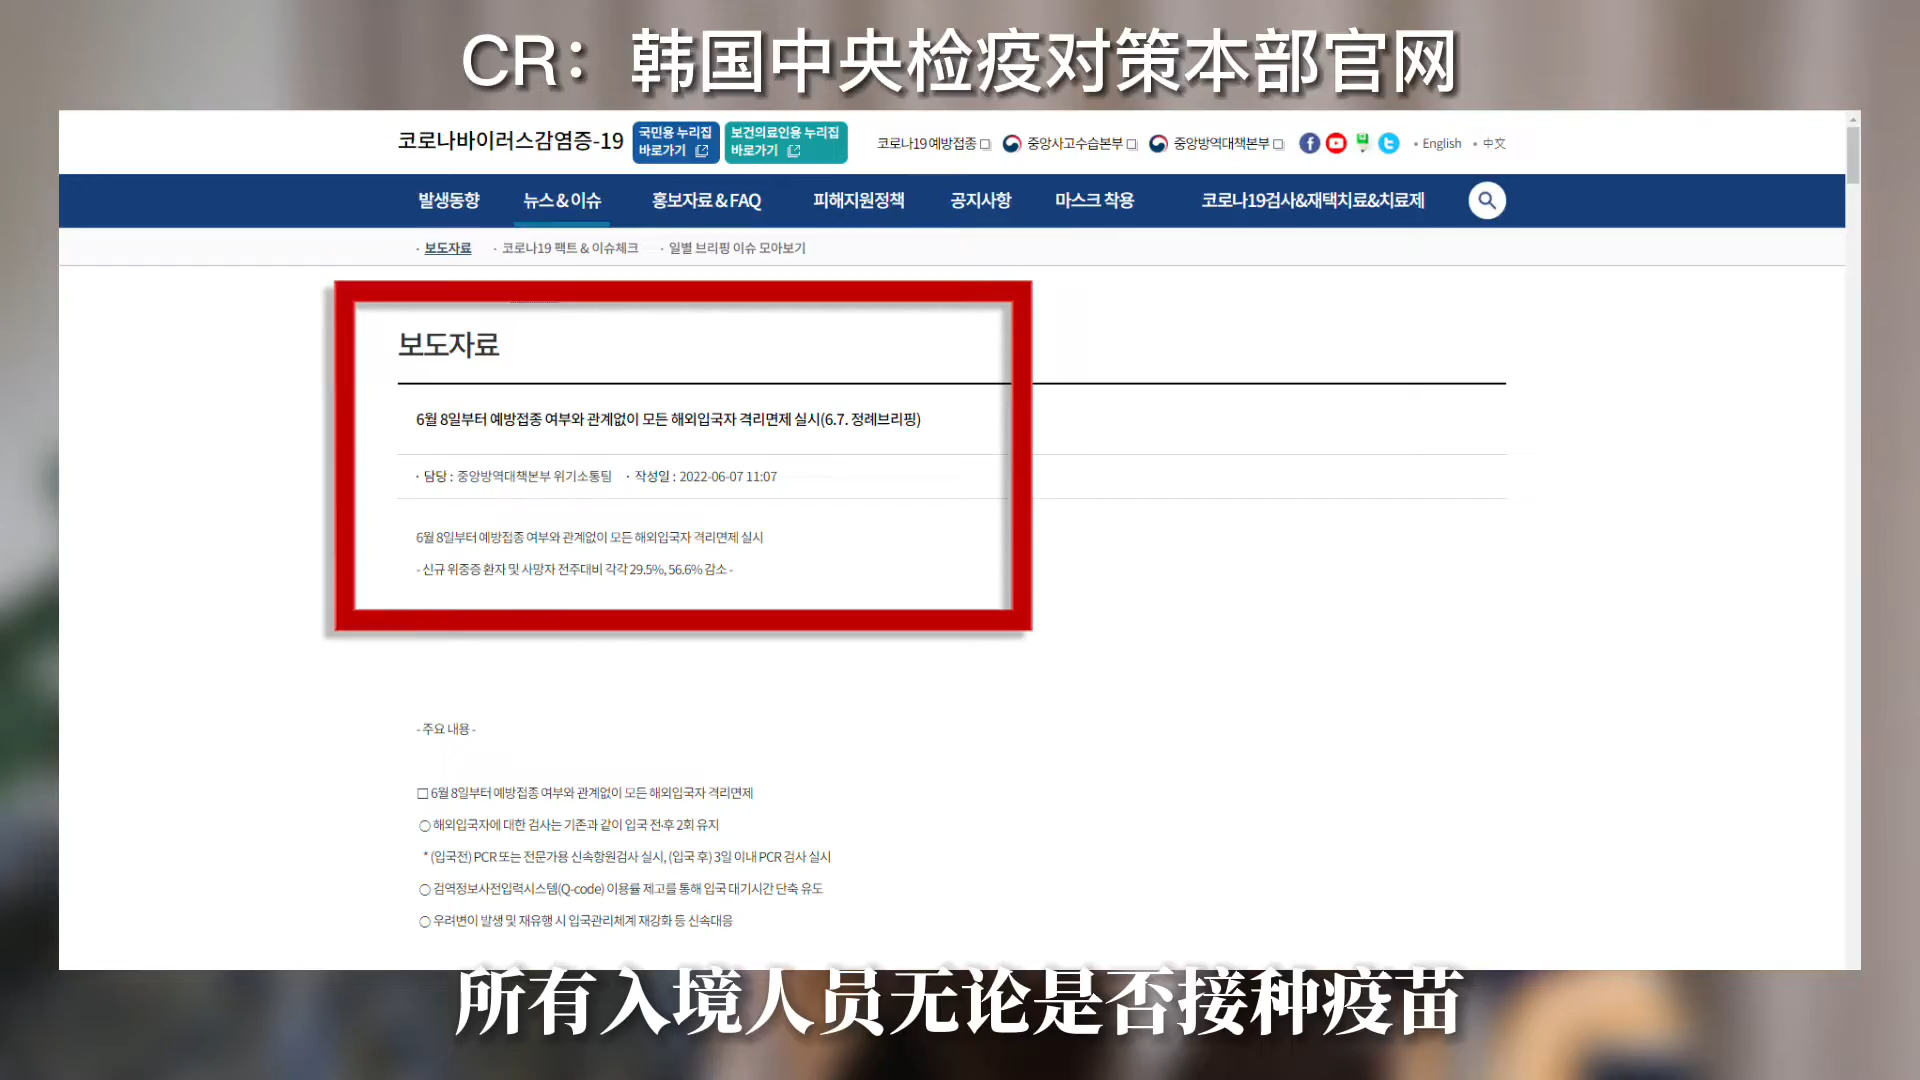 CR：韩国中央检疫对策本部官网
코로나바이러스감염증-19
국민용 누리집
바로가기
보건의료인용 누리집
바로가기
코로나19 예방접종
중앙사고수습본부
중앙방역대책본부
English
中文
발생동향 뉴스 & 이슈 홍보자료 & FAQ 피해지원정책 공지사항 마스크 착용 코로나19검사&재택치료&치료제
· 보도자료 · 코로나19 팩트 & 이슈체크 · 일별 브리핑 이슈 모아보기
보도자료
6월 8일부터 예방접종 여부와 관계없이 모든 해외입국자 격리면제 실시(6.7. 정례브리핑)
· 담당 : 중앙방역대책본부 위기소통팀 · 작성일 : 2022-06-07 11:07
6월 8일부터 예방접종 여부와 관계없이 모든 해외입국자 격리면제 실시
- 신규 위중증 환자 및 사망자 전주대비 각각 29.5%, 56.6% 감소 -
- 주요 내용 -
□ 6월 8일부터 예방접종 여부와 관계없이 모든 해외입국자 격리면제
○ 해외입국자에 대한 검사는 기존과 같이 입국 전·후 2회 유지
* (입국전) PCR 또는 전문가용 신속항원검사 실시, (입국 후) 3일 이내 PCR 검사 실시
○ 검역정보사전입력시스템(Q-code) 이용률 제고를 통해 입국 대기시간 단축 유도
○ 우려변이 발생 및 재유행 시 입국관리체계 재강화 등 신속대응
所有入境人员无论是否接种疫苗